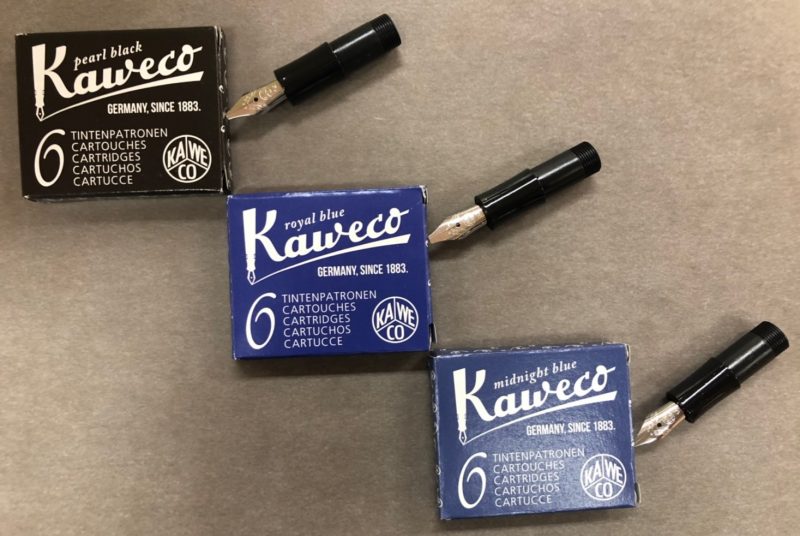 pearl black
Kaweco
GERMANY, SINCE 1883.
6
TINTENPATRONEN
CARTOUCHES
CARTRIDGES
CARTUCHOS
CARTUCCE
KA WE
CO
royal blue
Kaweco
GERMANY, SINCE 1883.
6
TINTENPATRONEN
CARTOUCHES
CARTRIDGES
CARTUCHOS
CARTUCCE
KA WE
CO
midnight blue
Kaweco
GERMANY, SINCE 1883.
6
TINTENPATRONEN
CARTOUCHES
CARTRIDGES
CARTUCHOS
CARTUCCE
KA WE
CO